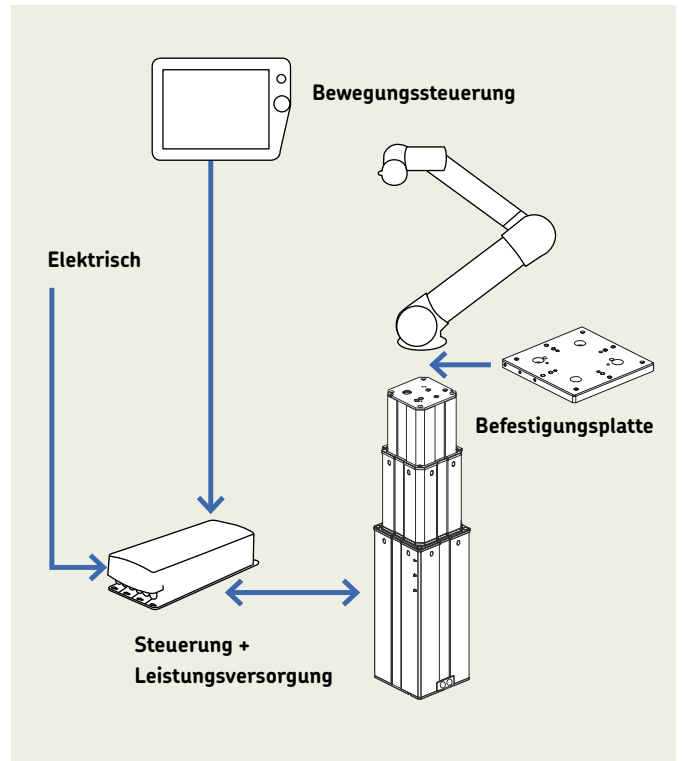 Bewegungssteuerung
Elektrisch
Befestigungsplatte
Steuerung +
Leistungsversorgung